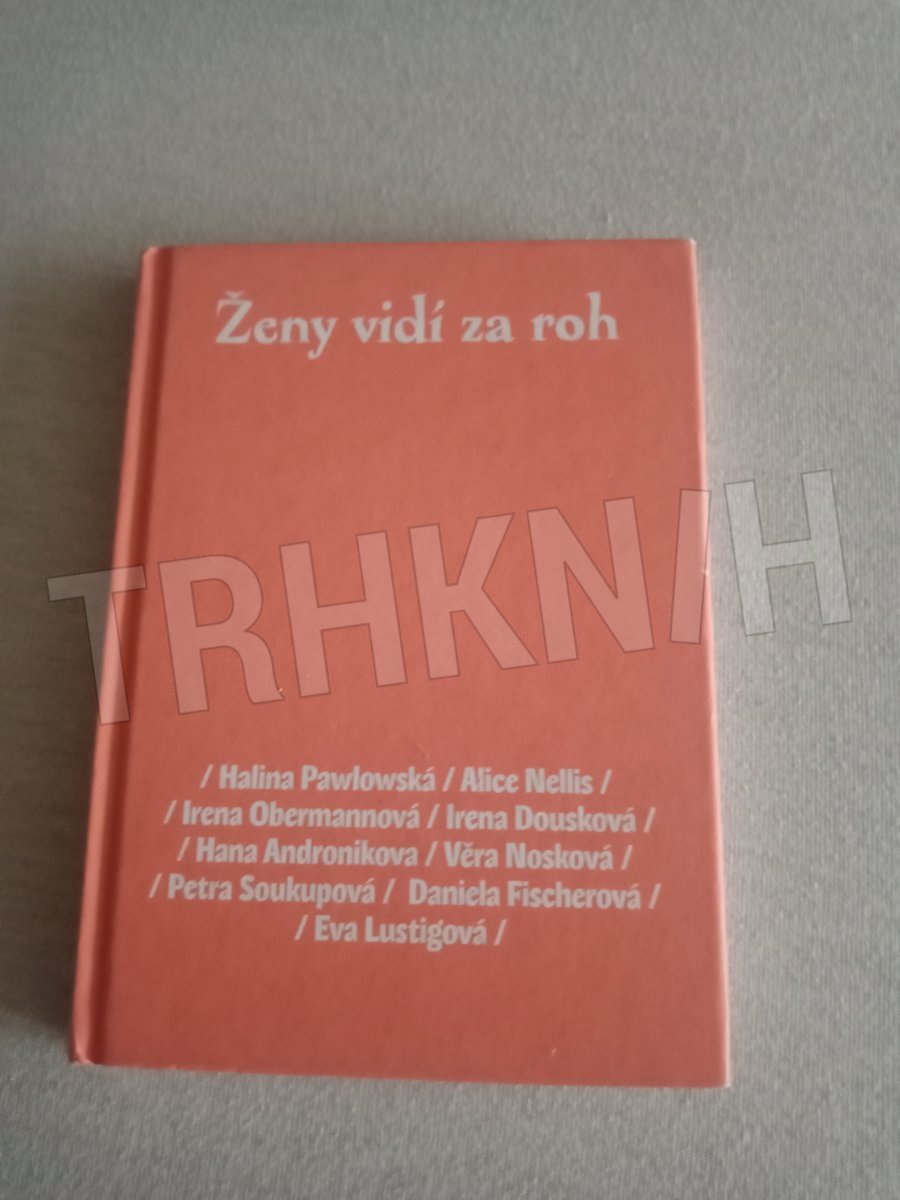 Ženy vidí za roh
TRHKNIH
/ Halina Pawlowská / Alice Nellis /
/ Irena Obermannová / Irena Dousková /
/ Hana Andronikova / Věra Nosková /
/ Petra Soukupová / Daniela Fischerová /
/ Eva Lustigová /